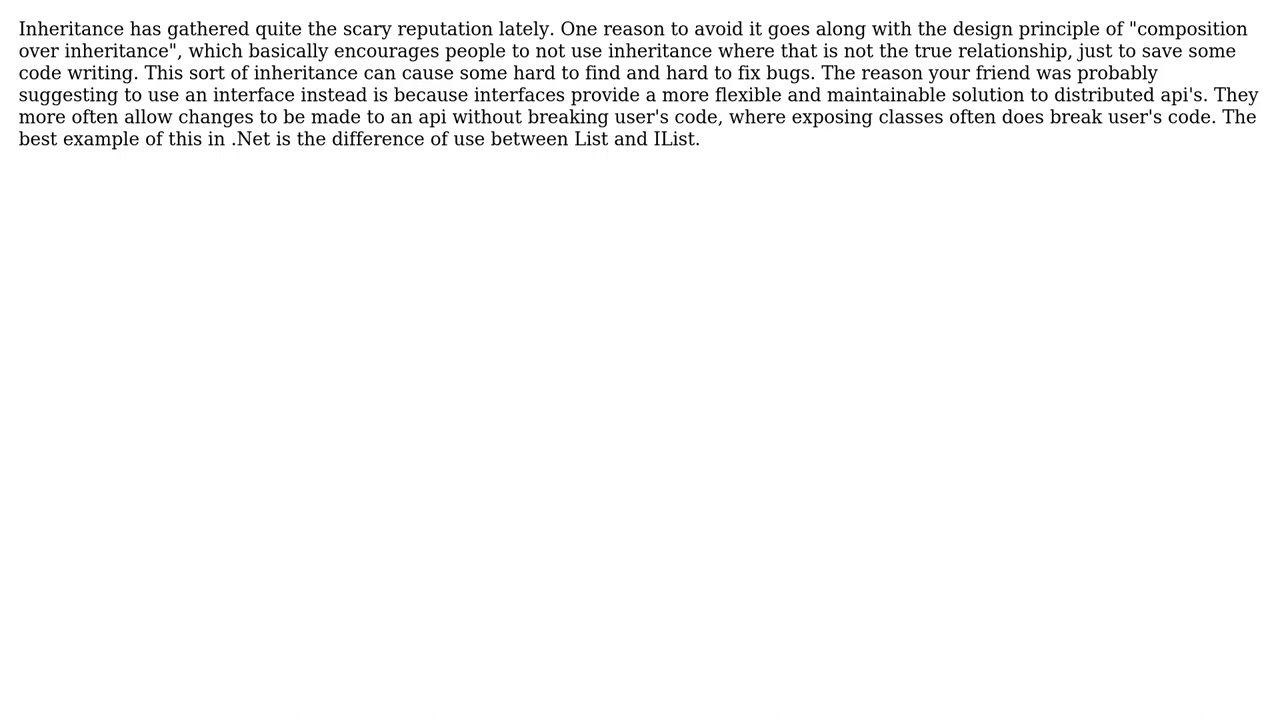 Inheritance has gathered quite the scary reputation lately. One reason to avoid it goes along with the design principle of "composition
over inheritance", which basically encourages people to not use inheritance where that is not the true relationship, just to save some
code writing. This sort of inheritance can cause some hard to find and hard to fix bugs. The reason your friend was probably
suggesting to use an interface instead is because interfaces provide a more flexible and maintainable solution to distributed api's. They
more often allow changes to be made to an api without breaking user's code, where exposing classes often does break user's code. The
best example of this in .Net is the difference of use between List and IList.